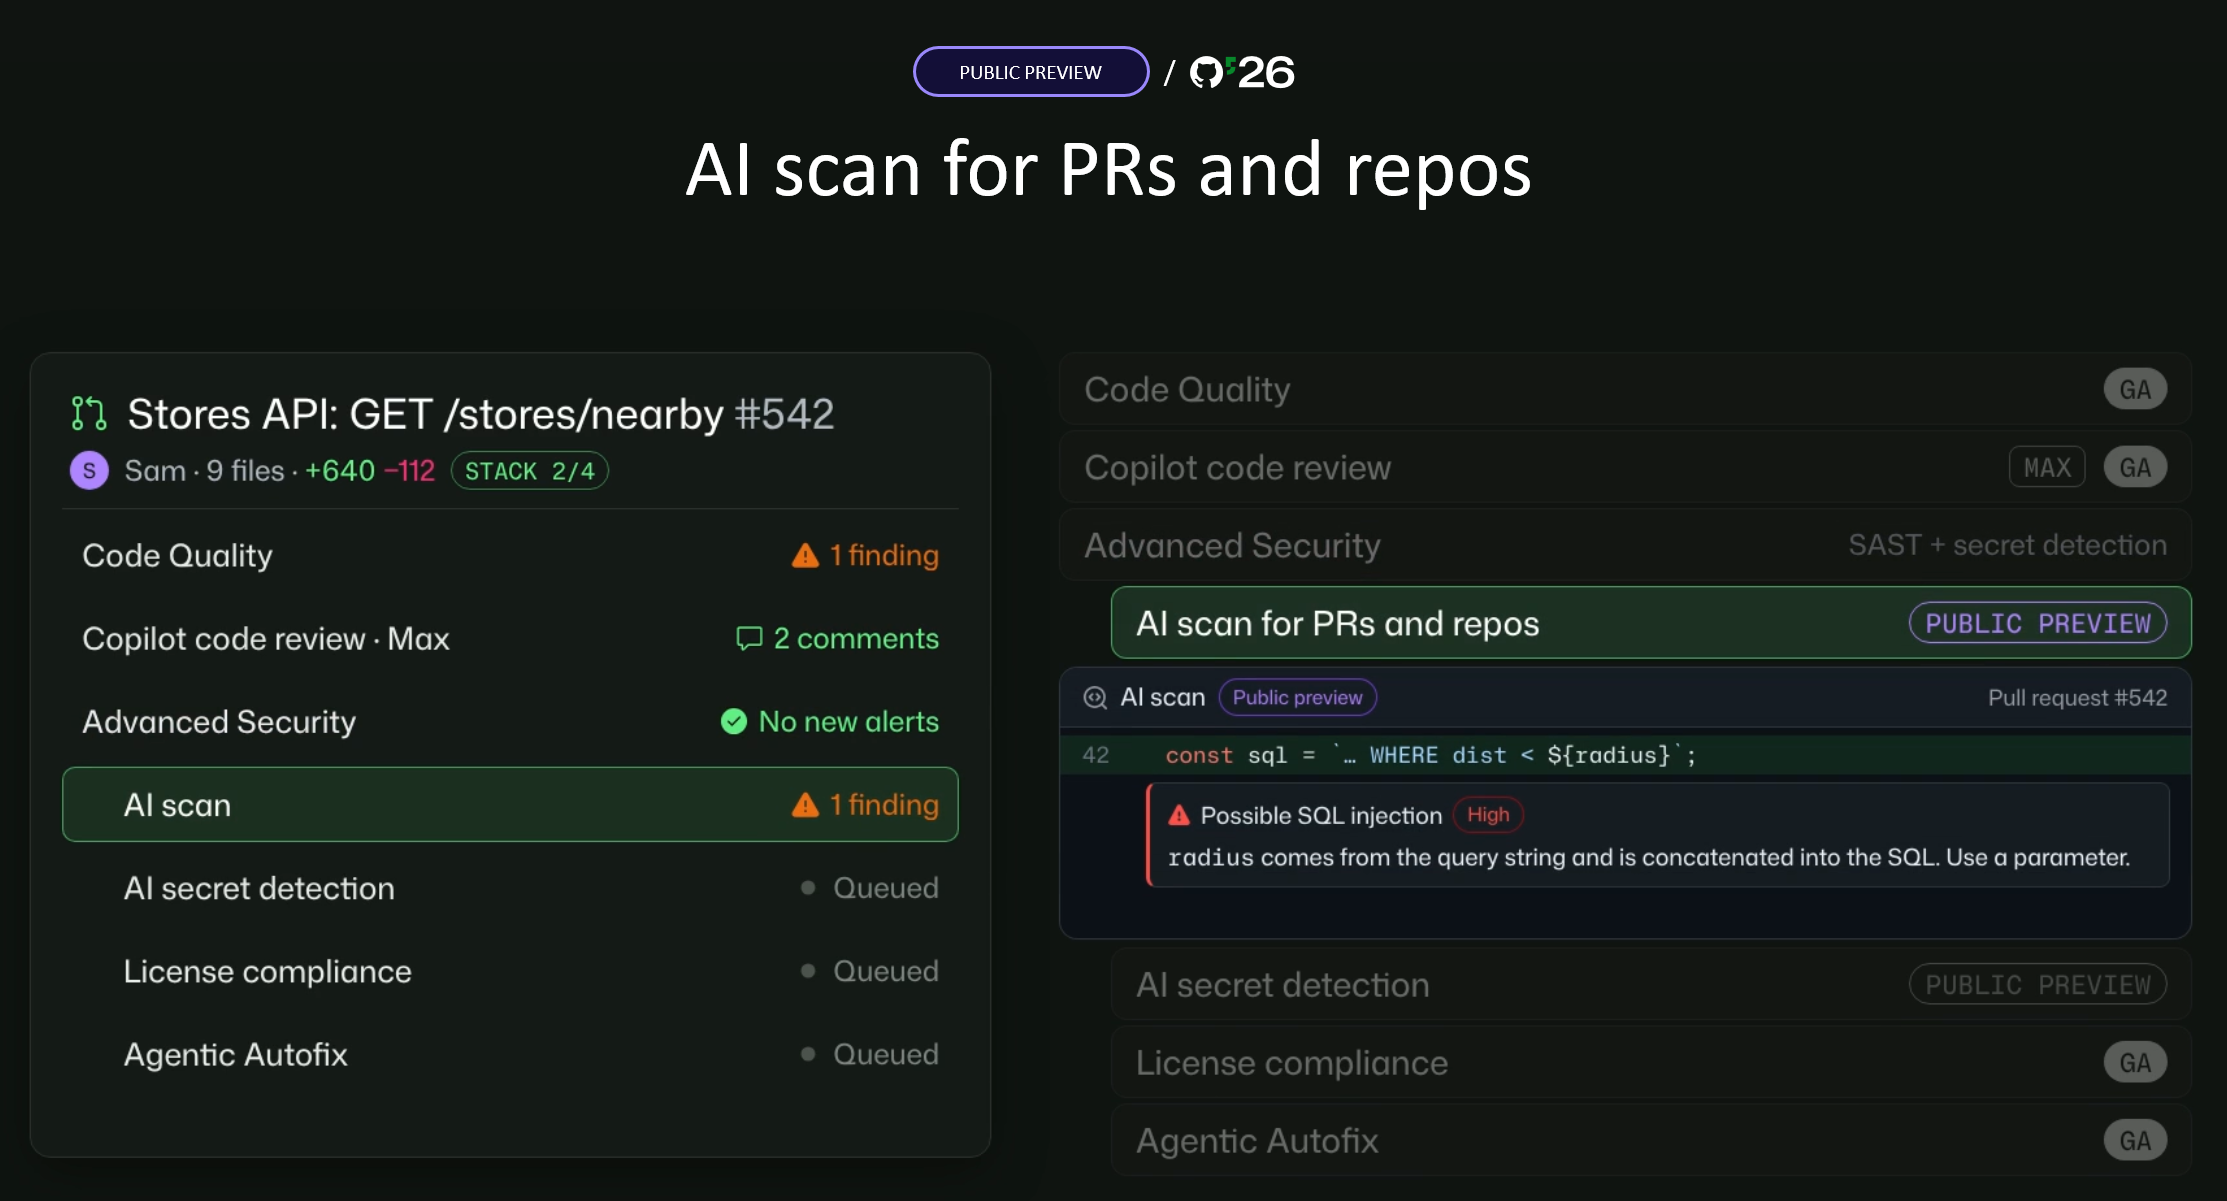 PUBLIC PREVIEW / '26
AI scan for PRs and repos
Stores API: GET /stores/nearby #542
S Sam · 9 files · +640 −112 STACK 2/4
Code Quality 1 finding
Copilot code review · Max 2 comments
Advanced Security No new alerts
AI scan 1 finding
AI secret detection Queued
License compliance Queued
Agentic Autofix Queued
Code Quality GA
Copilot code review MAX GA
Advanced Security SAST + secret detection
AI scan for PRs and repos PUBLIC PREVIEW
AI scan Public preview Pull request #542
42 const sql = `… WHERE dist < ${radius}`;
Possible SQL injection High
radius comes from the query string and is concatenated into the SQL. Use a parameter.
AI secret detection PUBLIC PREVIEW
License compliance GA
Agentic Autofix GA